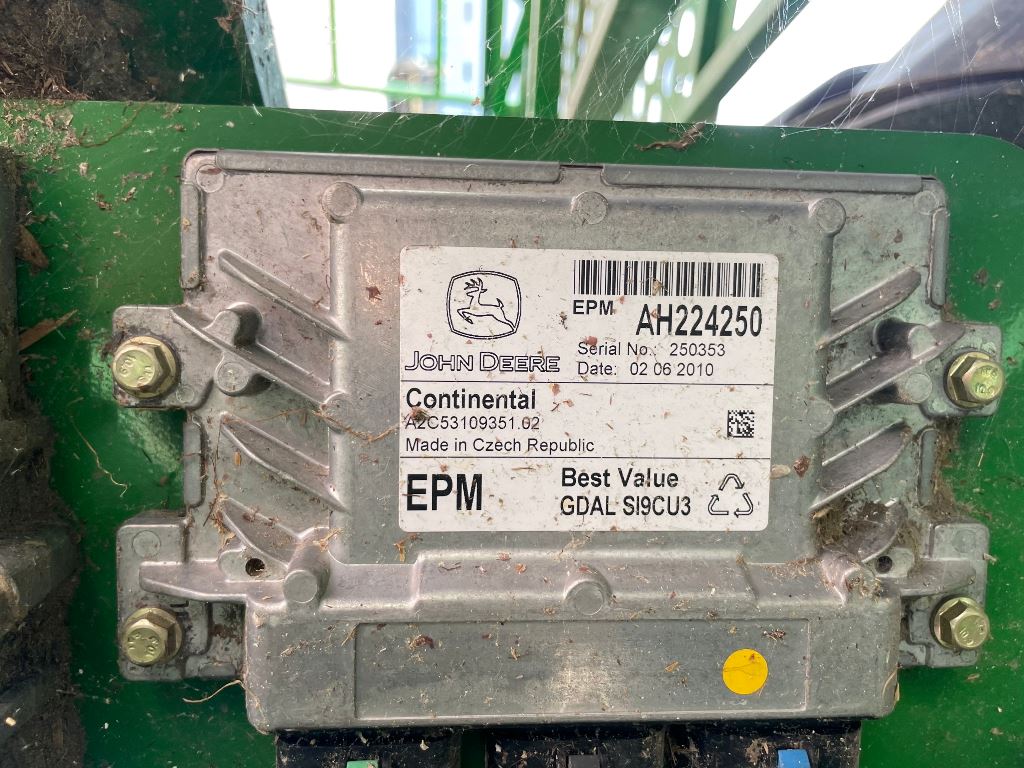 EPM AH224250
Serial No.: 250353
Date: 02 06 2010
JOHN DEERE
Continental
A2C53109351.02
Made in Czech Republic
EPM
Best Value
GDAL SI9CU3